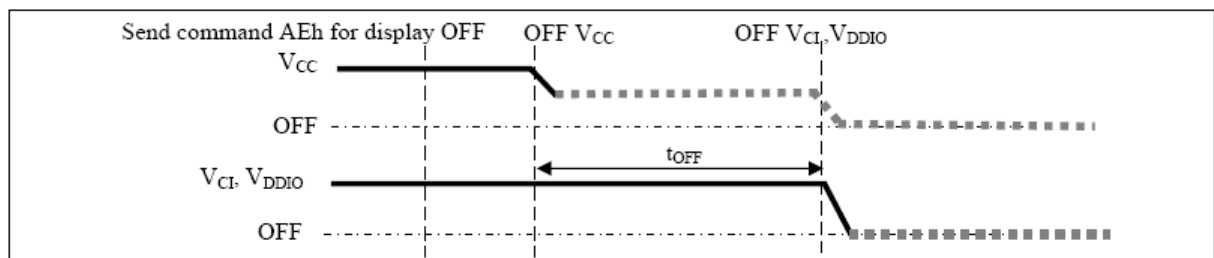 Send command AEh for display OFF OFF VCC OFF VCI ,VDDIO
VCC
OFF
tOFF
VCI, VDDIO
OFF